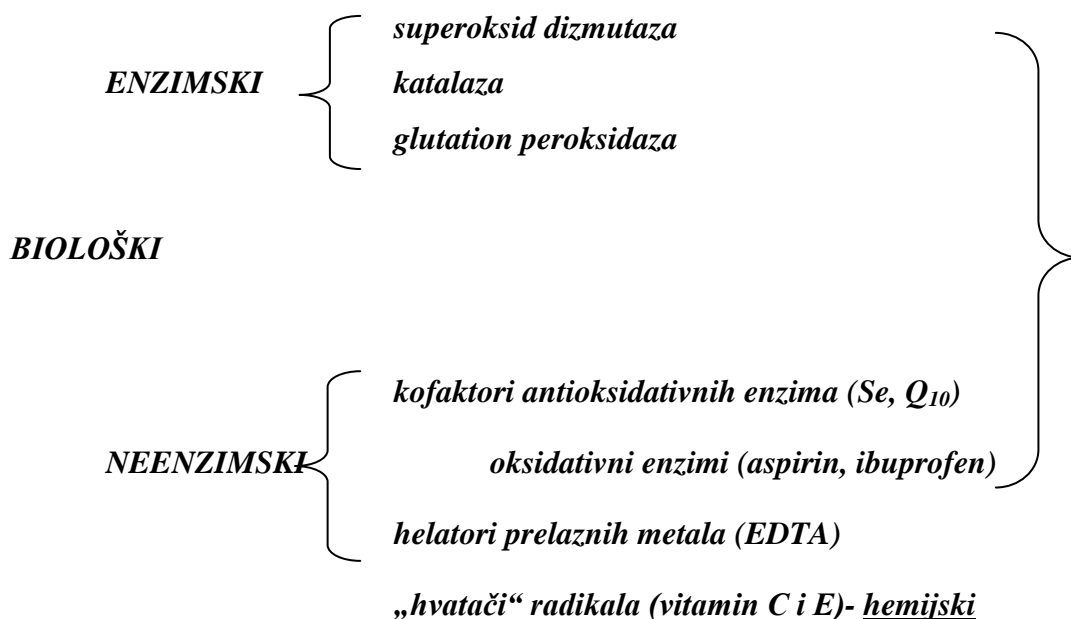 superoksid dizmutaza
ENZIMSKI katalaza
glutation peroksidaza
BIOLOŠKI
kofaktori antioksidativnih enzima (Se, Q10)
NEENZIMSKI oksidativni enzimi (aspirin, ibuprofen)
helatori prelaznih metala (EDTA)
„hvatači“ radikala (vitamin C i E)- hemijski